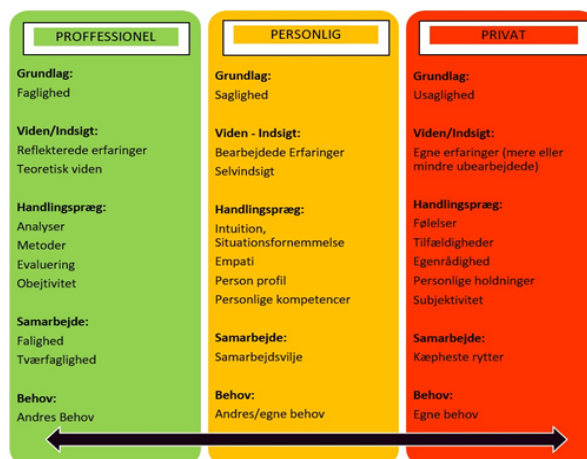 PROFFESSIONEL
Grundlag:
Faglighed
Viden/Indsigt:
Reflekterede erfaringer
Teoretisk viden
Handlingspræg:
Analyser
Metoder
Evaluering
Obejtivitet
Samarbejde:
Falighed
Tværfaglighed
Behov:
Andres Behov
PERSONLIG
Grundlag:
Saglighed
Viden - Indsigt:
Bearbejdede Erfaringer
Selvindsigt
Handlingspræg:
Intuition,
Situationsfornemmelse
Empati
Person profil
Personlige kompetencer
Samarbejde:
Samarbejdsvilje
Behov:
Andres/egne behov
PRIVAT
Grundlag:
Usaglighed
Viden/Indsigt:
Egne erfaringer (mere eller
mindre ubearbejdede)
Handlingspræg:
Følelser
Tilfældigheder
Egenrådighed
Personlige holdninger
Subjektivitet
Samarbejde:
Kæpheste rytter
Behov:
Egne behov